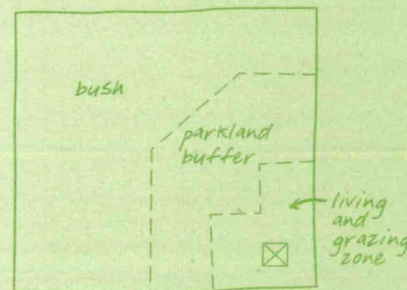 bush
parkland
buffer
living
and
grazing
zone